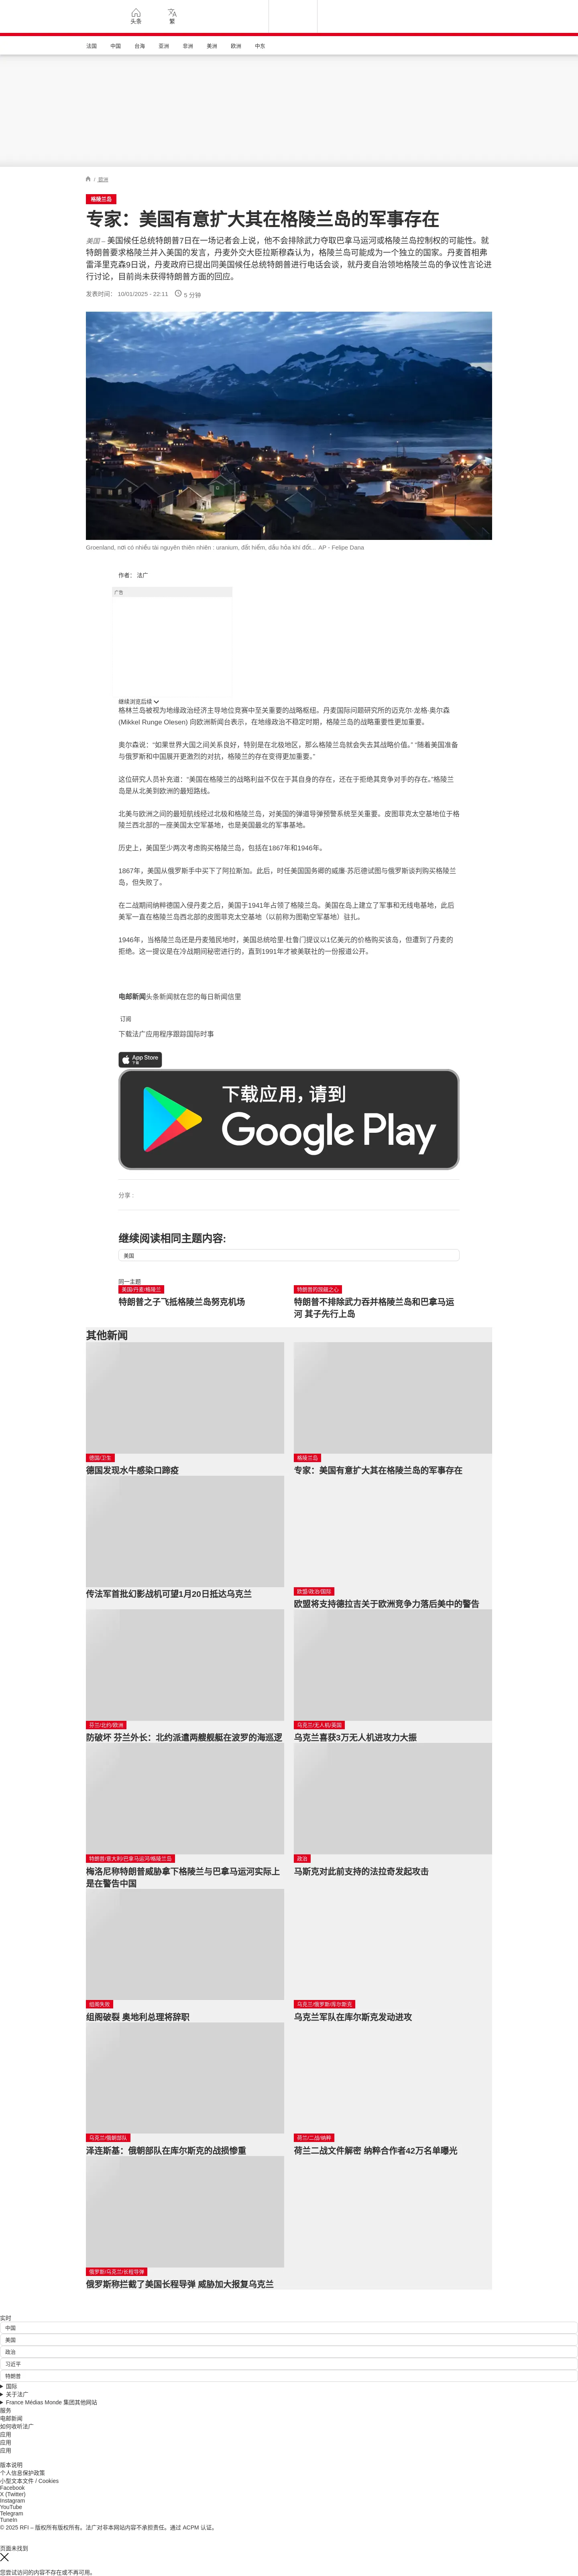 头条
繁
法国
中国
台海
亚洲
非洲
美洲
欧洲
中东
/ 欧洲
格陵兰岛
专家：美国有意扩大其在格陵兰岛的军事存在
美国 – 美国候任总统特朗普7日在一场记者会上说，他不会排除武力夺取巴拿马运河或格陵兰岛控制权的可能性。就
特朗普要求格陵兰并入美国的发言，丹麦外交大臣拉斯穆森认为，格陵兰岛可能成为一个独立的国家。丹麦首相弗
雷泽里克森9日说，丹麦政府已提出同美国候任总统特朗普进行电话会谈，就丹麦自治领地格陵兰岛的争议性言论进
行讨论，目前尚未获得特朗普方面的回应。
发表时间： 10/01/2025 - 22:11
5 分钟
Groenland, nơi có nhiều tài nguyên thiên nhiên : uranium, đất hiếm, dầu hỏa khí đốt... AP - Felipe Dana
作者： 法广
广告
继续浏览后续
格林兰岛被视为地缘政治经济主导地位竞赛中至关重要的战略枢纽。丹麦国际问题研究所的迈克尔·龙格·奥尔森
(Mikkel Runge Olesen) 向欧洲新闻台表示，在地缘政治不稳定时期，格陵兰岛的战略重要性更加重要。
奥尔森说：“如果世界大国之间关系良好，特别是在北极地区，那么格陵兰岛就会失去其战略价值。” “随着美国准备
与俄罗斯和中国展开更激烈的对抗，格陵兰的存在变得更加重要。”
这位研究人员补充道：“美国在格陵兰的战略利益不仅在于其自身的存在，还在于拒绝其竞争对手的存在。”格陵兰
岛是从北美到欧洲的最短路线。
北美与欧洲之间的最短航线经过北极和格陵兰岛，对美国的弹道导弹预警系统至关重要。皮图菲克太空基地位于格
陵兰西北部的一座美国太空军基地，也是美国最北的军事基地。
历史上，美国至少两次考虑购买格陵兰岛，包括在1867年和1946年。
1867年，美国从俄罗斯手中买下了阿拉斯加。此后，时任美国国务卿的威廉·苏厄德试图与俄罗斯谈判购买格陵兰
岛，但失败了。
在二战期间纳粹德国入侵丹麦之后，美国于1941年占领了格陵兰岛。美国在岛上建立了军事和无线电基地，此后
美军一直在格陵兰岛西北部的皮图菲克太空基地（以前称为图勒空军基地）驻扎。
1946年，当格陵兰岛还是丹麦殖民地时，美国总统哈里·杜鲁门提议以1亿美元的价格购买该岛，但遭到了丹麦的
拒绝。这一提议是在冷战期间秘密进行的，直到1991年才被美联社的一份报道公开。
电邮新闻头条新闻就在您的每日新闻信里
订阅
下载法广应用程序跟踪国际时事
App Store
下载
下载应用，请到
Google Play
分享 :
继续阅读相同主题内容:
美国
同一主题
美国/丹麦/格陵兰
特朗普之子飞抵格陵兰岛努克机场
特朗普的觊觎之心
特朗普不排除武力吞并格陵兰岛和巴拿马运
河 其子先行上岛
其他新闻
德国/卫生
德国发现水牛感染口蹄疫
格陵兰岛
专家：美国有意扩大其在格陵兰岛的军事存在
传法军首批幻影战机可望1月20日抵达乌克兰
欧盟/政治/国际
欧盟将支持德拉吉关于欧洲竞争力落后美中的警告
芬兰/北约/欧洲
防破坏 芬兰外长：北约派遣两艘舰艇在波罗的海巡逻
乌克兰/无人机/英国
乌克兰喜获3万无人机进攻力大振
特朗普/意大利/巴拿马运河/格陵兰岛
梅洛尼称特朗普威胁拿下格陵兰与巴拿马运河实际上
是在警告中国
政治
马斯克对此前支持的法拉奇发起攻击
组阁失败
组阁破裂 奥地利总理将辞职
乌克兰/俄罗斯/库尔斯克
乌克兰军队在库尔斯克发动进攻
乌克兰/俄朝部队
泽连斯基：俄朝部队在库尔斯克的战损惨重
荷兰/二战/纳粹
荷兰二战文件解密 纳粹合作者42万名单曝光
俄罗斯/乌克兰/长程导弹
俄罗斯称拦截了美国长程导弹 威胁加大报复乌克兰
实时
中国
美国
政治
习近平
特朗普
国际
关于法广
France Médias Monde 集团其他网站
服务
电邮新闻
如何收听法广
应用
应用
应用
版本说明
个人信息保护政策
小型文本文件 / Cookies
Facebook
X (Twitter)
Instagram
YouTube
Telegram
TuneIn
© 2025 RFI – 版权所有版权所有。法广对非本网站内容不承担责任。通过 ACPM 认证。
页面未找到
您尝试访问的内容不存在或不再可用。